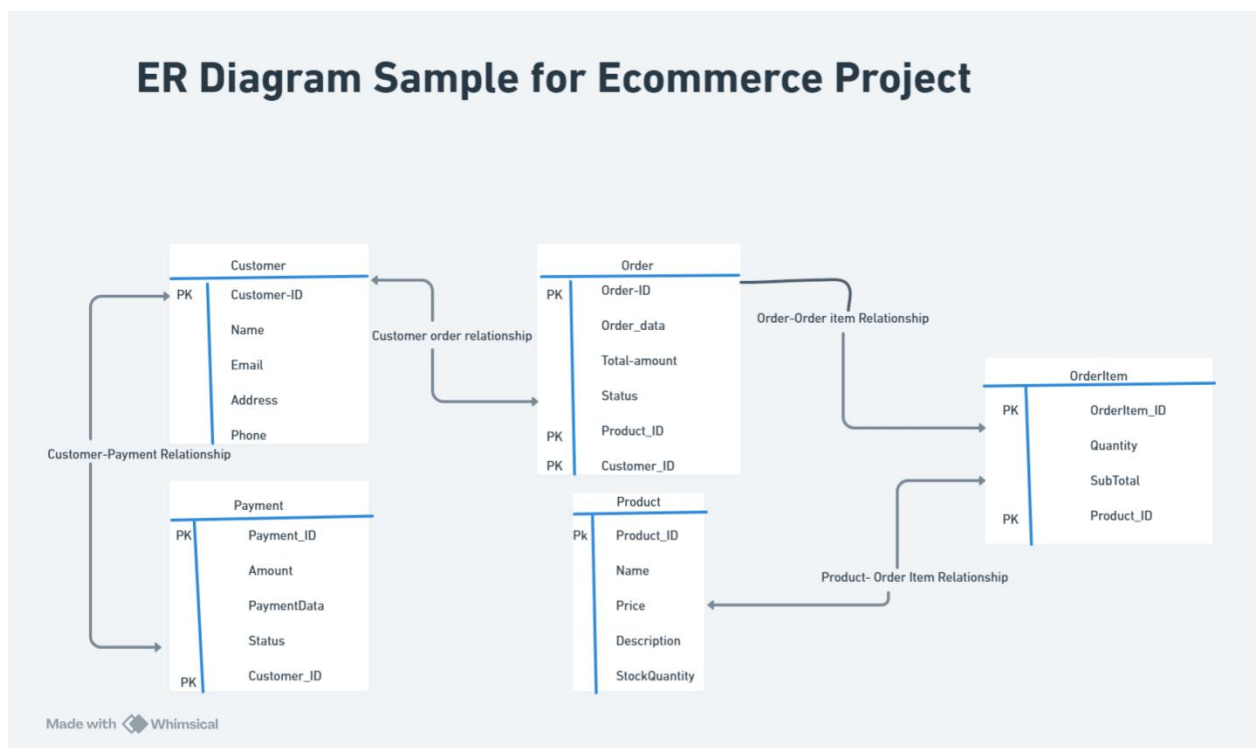 ER Diagram Sample for Ecommerce Project
Customer
PK Customer-ID
Name
Email
Address
Phone
Customer order relationship
Order
PK Order-ID
Order_data
Total-amount
Status
PK Product_ID
PK Customer_ID
Order-Order item Relationship
OrderItem
PK OrderItem_ID
Quantity
SubTotal
PK Product_ID
Customer-Payment Relationship
Payment
PK Payment_ID
Amount
PaymentData
Status
PK Customer_ID
Product
Pk Product_ID
Name
Price
Description
StockQuantity
Product- Order Item Relationship
Made with Whimsical